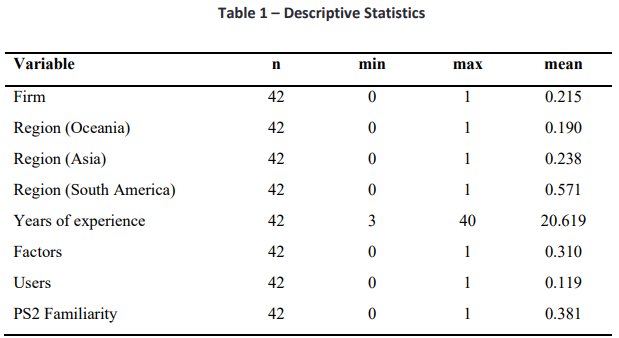 Table 1 – Descriptive Statistics
Variable n min max mean
Firm 42 0 1 0.215
Region (Oceania) 42 0 1 0.190
Region (Asia) 42 0 1 0.238
Region (South America) 42 0 1 0.571
Years of experience 42 3 40 20.619
Factors 42 0 1 0.310
Users 42 0 1 0.119
PS2 Familiarity 42 0 1 0.381